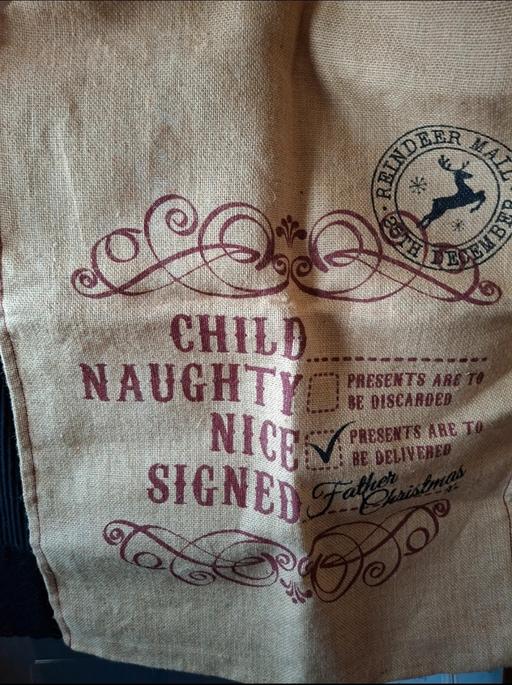 REINDEER MAIL
25TH DECEMBER
CHILD
NAUGHTY PRESENTS ARE TO
BE DISCARDED
NICE PRESENTS ARE TO
BE DELIVERED
SIGNED Father
Christmas